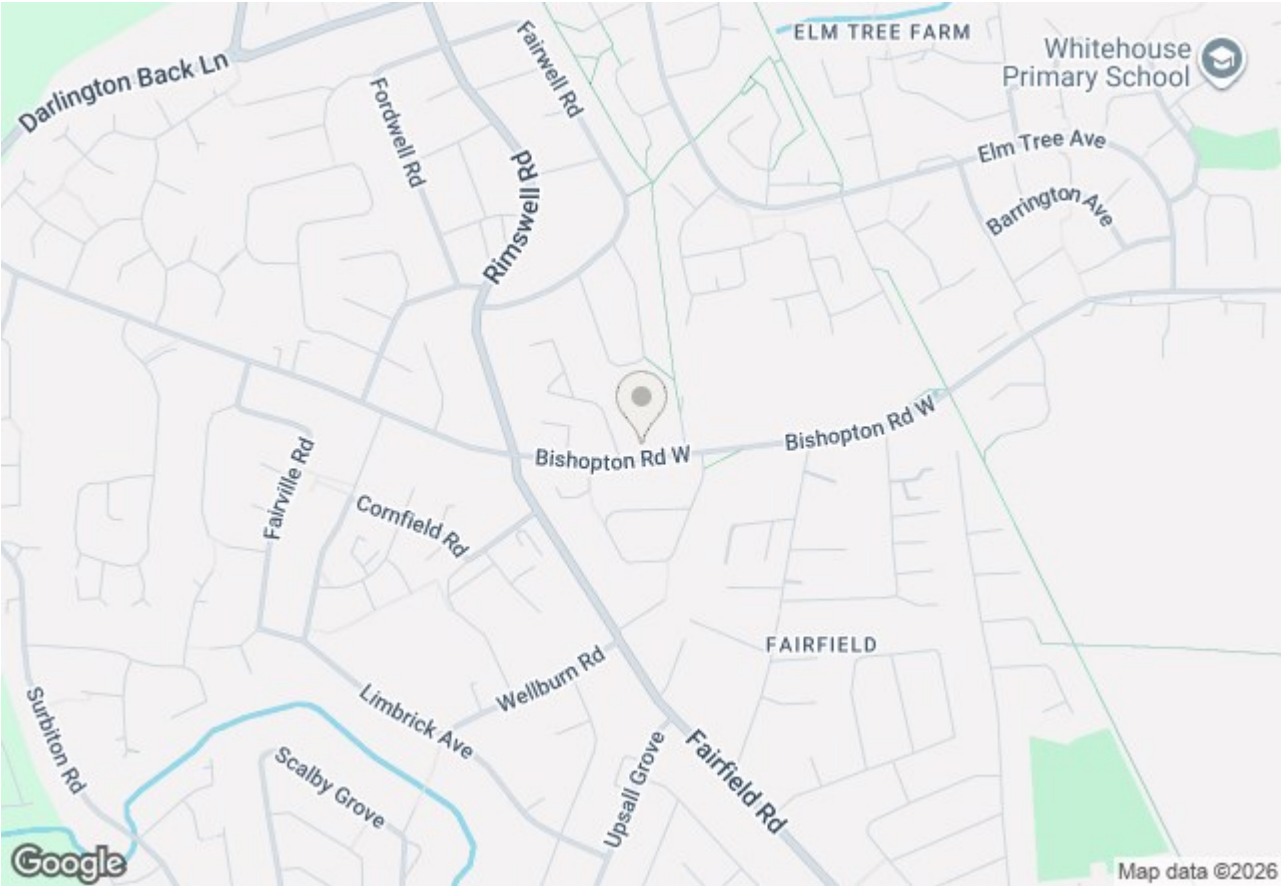 ELM TREE FARM
Whitehouse
Primary School
Darlington Back Ln
Fairwell Rd
Fordwell Rd
Rimswell Rd
Elm Tree Ave
Barrington Ave
Bishopton Rd W
Bishopton Rd W
Fairville Rd
Cornfield Rd
FAIRFIELD
Wellburn Rd
Limbrick Ave
Surbiton Rd
Scalby Grove
Upsall Grove
Fairfield Rd
Google
Map data ©2026